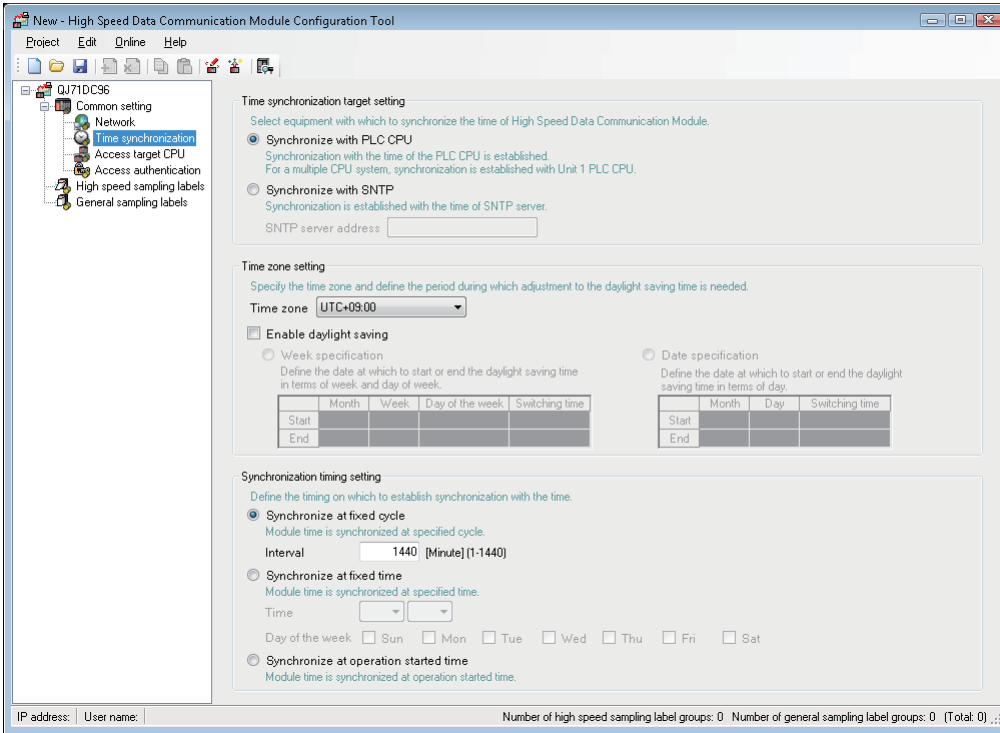 New - High Speed Data Communication Module Configuration Tool
Project Edit Online Help
QJ71DC96
Common setting
Network
Time synchronization
Access target CPU
Access authentication
High speed sampling labels
General sampling labels
Time synchronization target setting
Select equipment with which to synchronize the time of High Speed Data Communication Module.
Synchronize with PLC CPU
Synchronization with the time of the PLC CPU is established.
For a multiple CPU system, synchronization is established with Unit 1 PLC CPU.
Synchronize with SNTP
Synchronization is established with the time of SNTP server.
SNTP server address
Time zone setting
Specify the time zone and define the period during which adjustment to the daylight saving time is needed.
Time zone UTC+09:00
Enable daylight saving
Week specification
Define the date at which to start or end the daylight saving time
in terms of week and day of week.
Month Week Day of the week Switching time
Start
End
Date specification
Define the date at which to start or end the daylight
saving time in terms of day.
Month Day Switching time
Start
End
Synchronization timing setting
Define the timing on which to establish synchronization with the time.
Synchronize at fixed cycle
Module time is synchronized at specified cycle.
Interval 1440 [Minute] (1-1440)
Synchronize at fixed time
Module time is synchronized at specified time.
Time
Day of the week Sun Mon Tue Wed Thu Fri Sat
Synchronize at operation started time
Module time is synchronized at operation started time.
IP address: User name: Number of high speed sampling label groups: 0 Number of general sampling label groups: 0 (Total: 0)